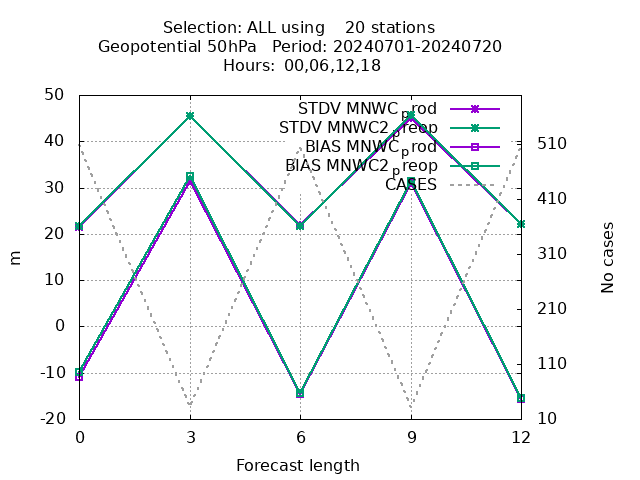 Selection: ALL using    20 stations
Geopotential 50hPa   Period: 20240701-20240720
Hours: 00,06,12,18
STDV MNWC_prod
STDV MNWC2_preop
BIAS MNWC_prod
BIAS MNWC2_preop
CASES
50
40
30
20
10
0
-10
-20
m
510
410
310
210
110
10
No cases
0 3 6 9 12
Forecast length